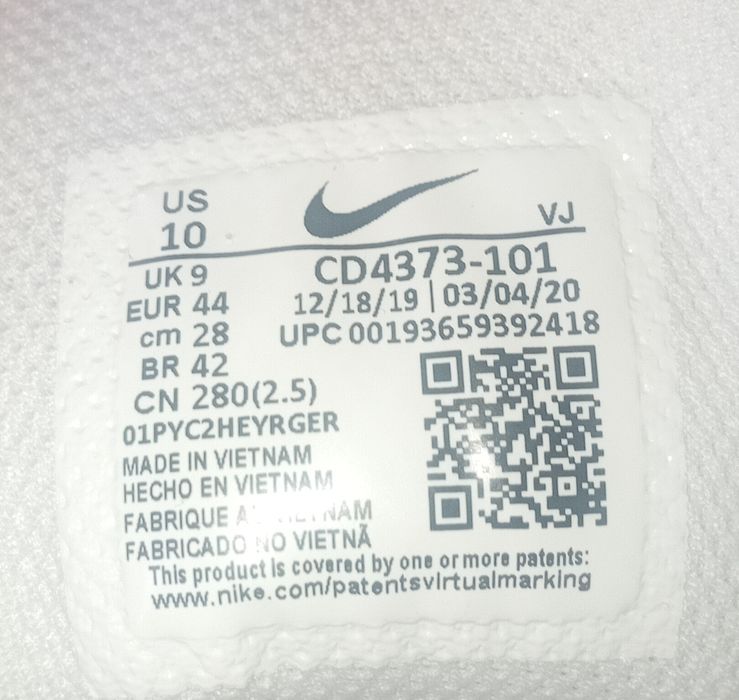 US
10
VJ
UK 9
EUR 44
cm 28
BR 42
CN 280(2.5)
CD4373-101
12/18/19 | 03/04/20
UPC 00193659392418
01PYC2HEYRGER
MADE IN VIETNAM
HECHO EN VIETNAM
FABRIQUE
FABRICADO NO VIETNÃ
This product is covered by one or more patents:
www.nike.com/patentsvirtualmarking